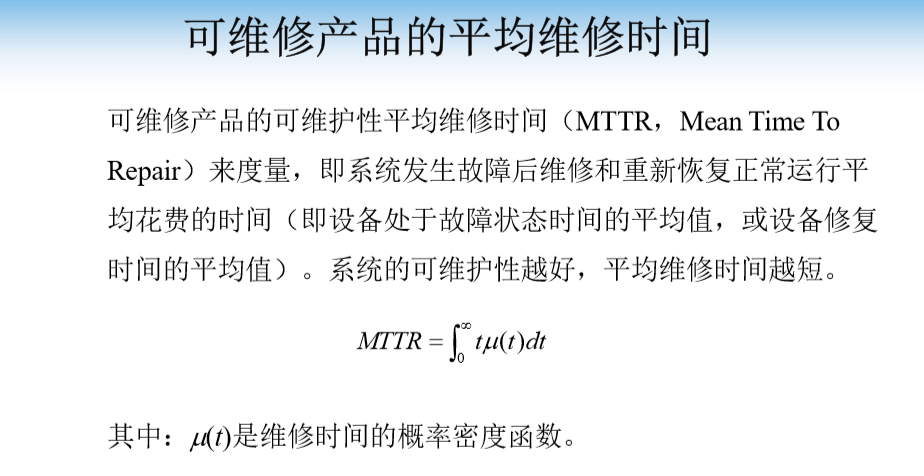 可维修产品的平均维修时间
可维修产品的可维护性平均维修时间（MTTR，Mean Time To
Repair）来度量，即系统发生故障后维修和重新恢复正常运行平
均花费的时间（即设备处于故障状态时间的平均值，或设备修复
时间的平均值）。系统的可维护性越好，平均维修时间越短。
MTTR = ∫₀^∞ tμ(t)dt
其中：μ(t)是维修时间的概率密度函数。